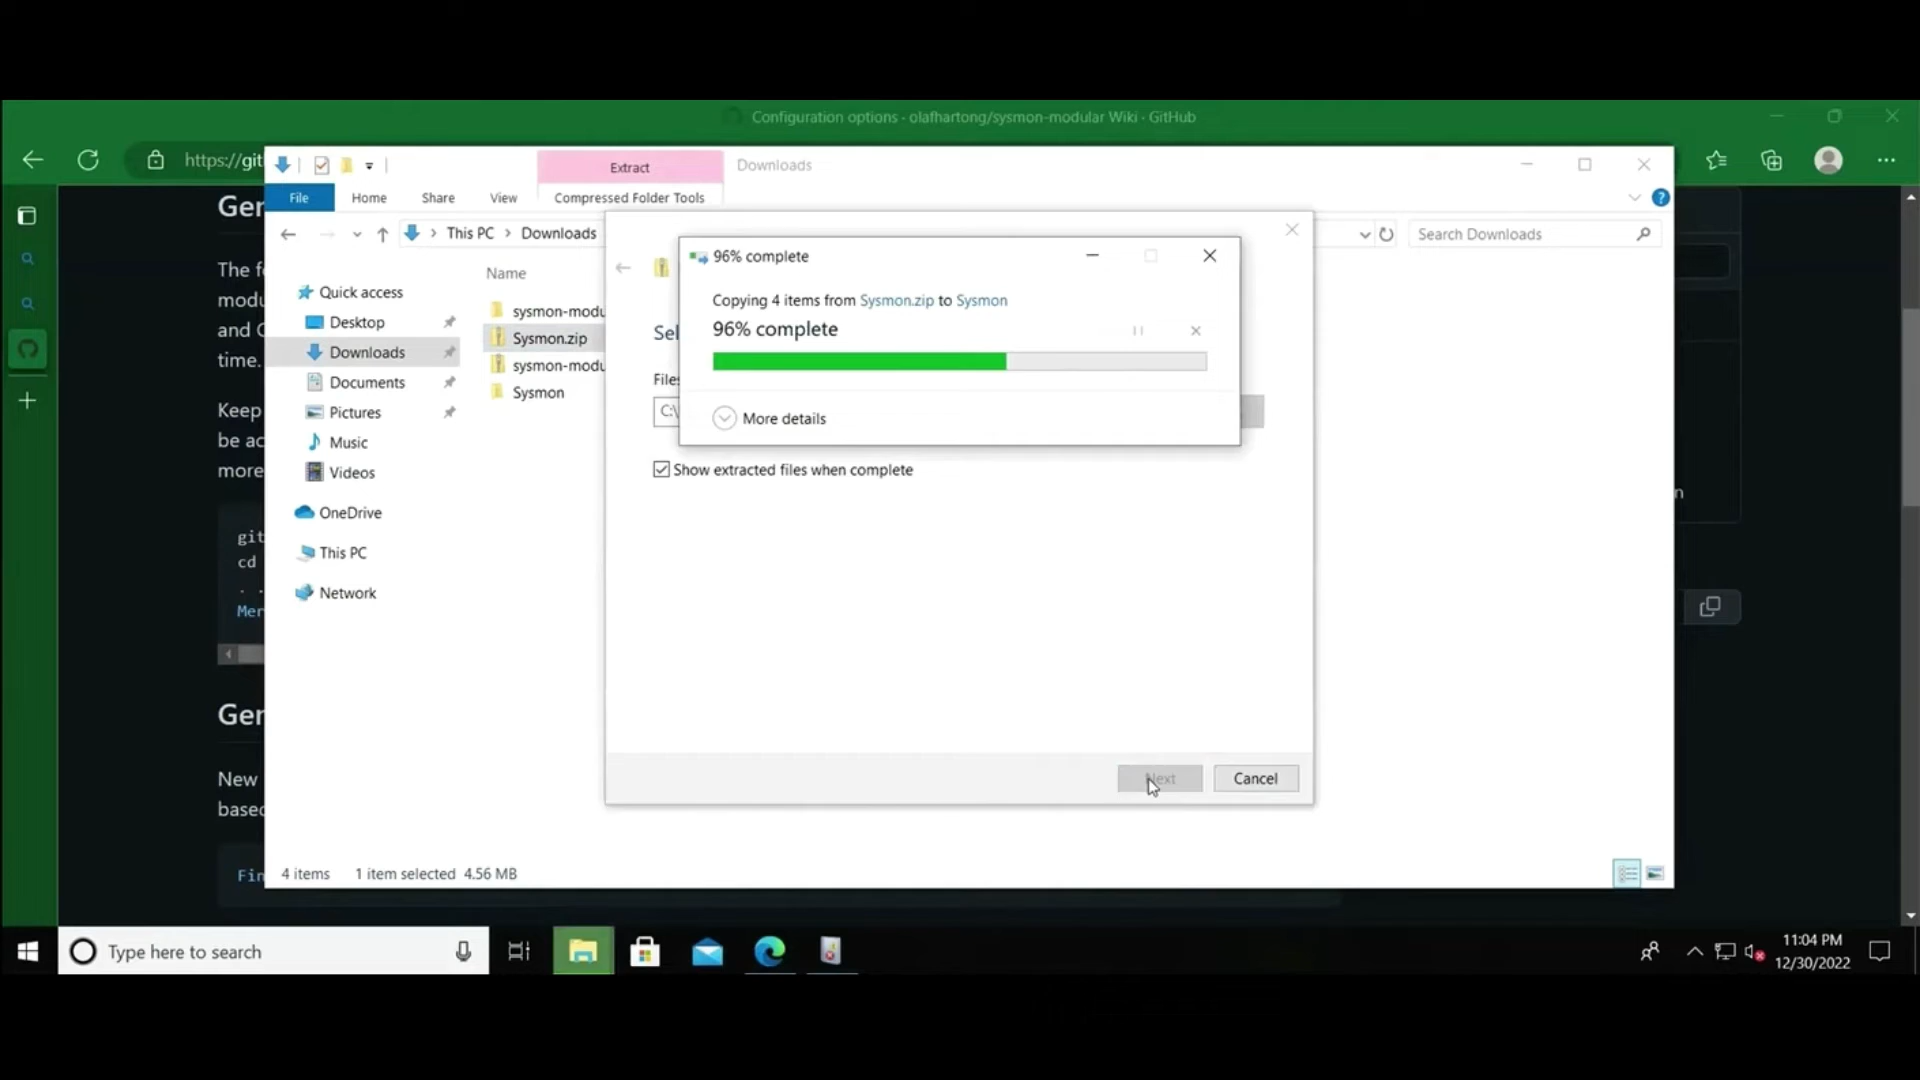 Configuration options · olafhartong/sysmon-modular Wiki · GitHub
https://git
Extract
Downloads
File
Home
Share
View
Compressed Folder Tools
This PC
Downloads
Search Downloads
Name
Quick access
Desktop
Downloads
Documents
Pictures
Music
Videos
OneDrive
This PC
Network
sysmon-modu
Sysmon.zip
sysmon-modu
Sysmon
96% complete
Copying 4 items from Sysmon.zip to Sysmon
96% complete
More details
Sel
Files
C:\
Show extracted files when complete
Next
Cancel
4 items
1 item selected 4.56 MB
Ger
The f
modu
and C
time.
Keep
be ac
more
git
cd
. .
Mer
Ger
New
based
Fin
n
Type here to search
11:04 PM
12/30/2022